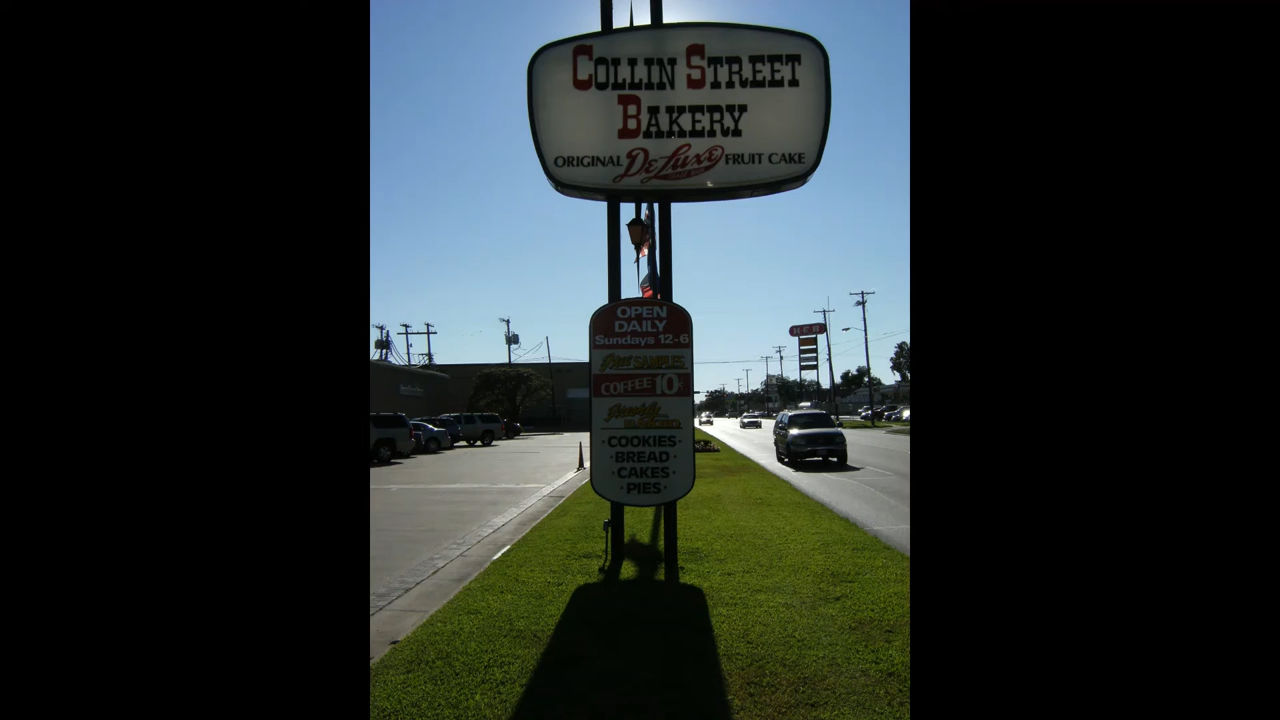 COLLIN STREET
BAKERY
ORIGINAL DeLuxe FRUIT CAKE
OPEN
DAILY
Sundays 12-6
Free SAMPLES
COFFEE 10¢
Simply
• COOKIES •
• BREAD •
• CAKES •
• PIES •
H-E-B